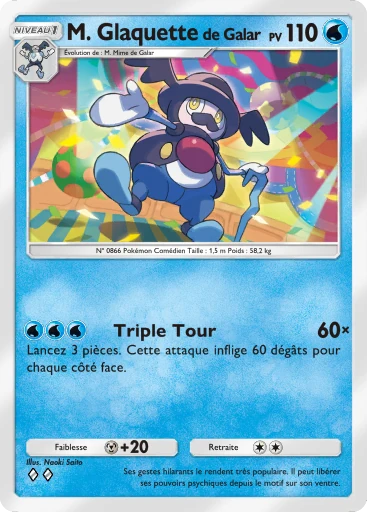 NIVEAU 1
M. Glaquette de Galar PV 110
Évolution de : M. Mime de Galar
N° 0866 Pokémon Comédien Taille : 1,5 m Poids : 58,2 kg
Triple Tour 60×
Lancez 3 pièces. Cette attaque inflige 60 dégâts pour
chaque côté face.
Faiblesse +20 Retraite
Illus. Naoki Saito
Ses gestes hilarants le rendent très populaire. Il peut libérer
ses pouvoirs psychiques depuis le motif sur son ventre.